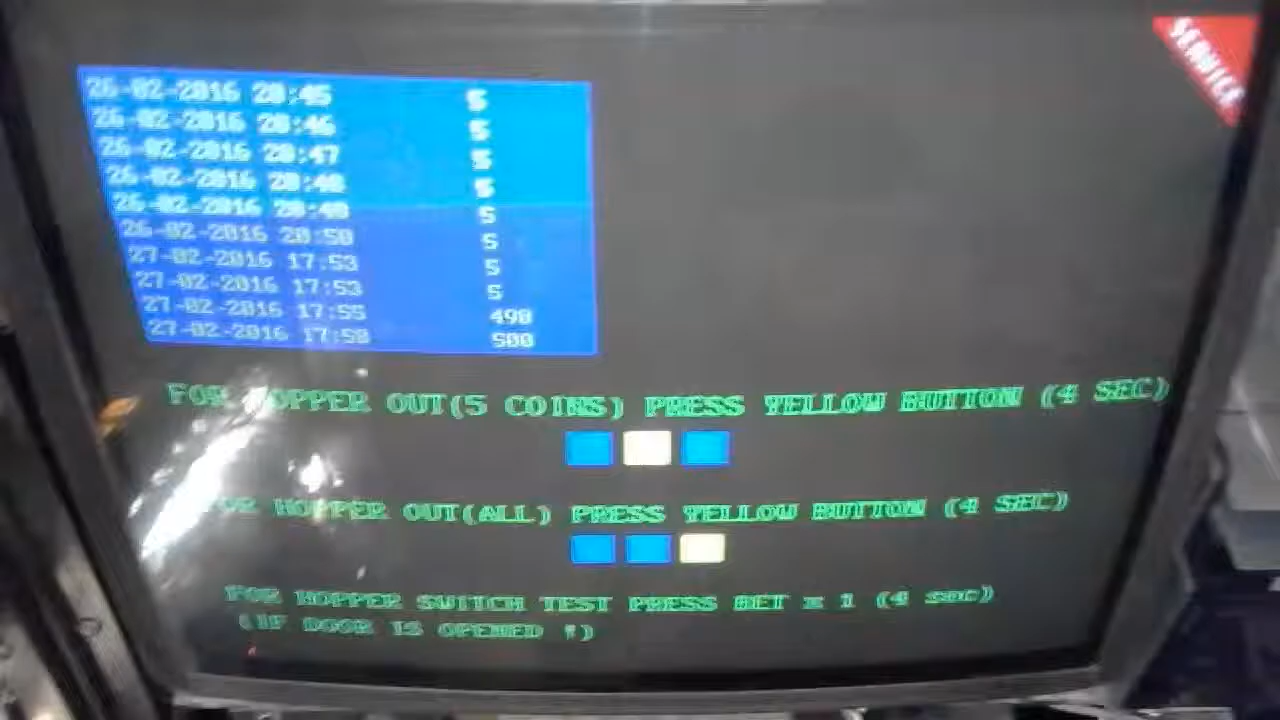 SERVICE
26-02-2016 20:45 5
26-02-2016 20:46 5
26-02-2016 20:47 5
26-02-2016 20:48 5
26-02-2016 20:49 5
26-02-2016 20:50 5
27-02-2016 17:53 5
27-02-2016 17:53 5
27-02-2016 17:55 490
27-02-2016 17:58 500
FOR HOPPER OUT(5 COINS) PRESS YELLOW BUTTON (4 SEC)
FOR HOPPER OUT(ALL) PRESS YELLOW BUTTON (4 SEC)
FOR HOPPER SWITCH TEST PRESS BET x 1 (4 sec)
(IF DOOR IS OPENED !)